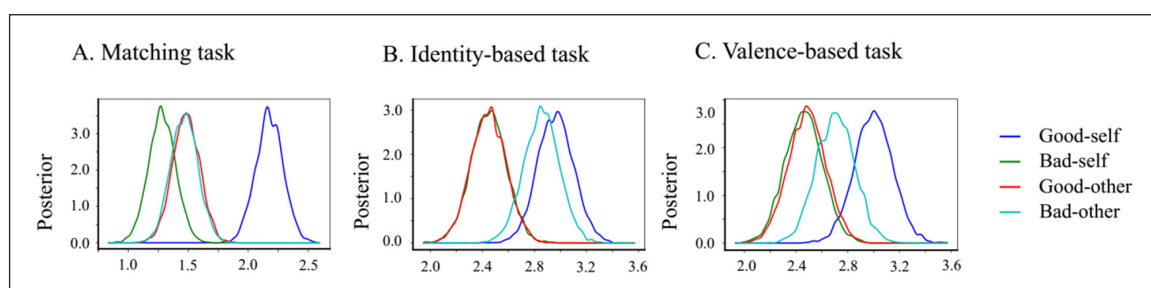 A. Matching task
B. Identity-based task
C. Valence-based task
Posterior
3.0
2.0
1.0
0.0
1.0 1.5 2.0 2.5
Posterior
3.0
2.0
1.0
0.0
2.0 2.4 2.8 3.2 3.6
Posterior
3.0
2.0
1.0
0.0
2.0 2.4 2.8 3.2 3.6
Good-self
Bad-self
Good-other
Bad-other